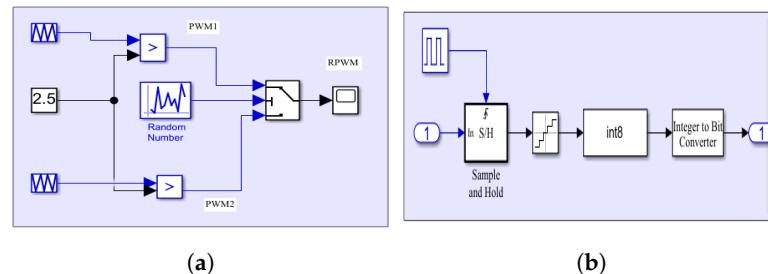 PWM1
>
RPWM
2.5
Random
Number
>
PWM2
1
In S/H
Sample
and Hold
int8
Integer to Bit
Converter
1
(a)
(b)